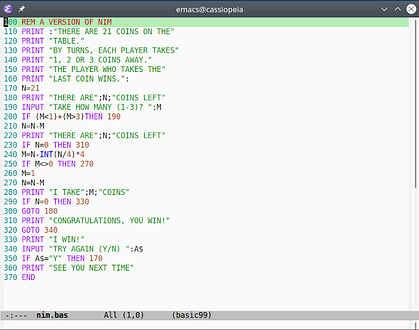 emacs@cassiopeia
100 REM A VERSION OF NIM
110 PRINT :"THERE ARE 21 COINS ON THE"
120 PRINT "TABLE."
130 PRINT "BY TURNS, EACH PLAYER TAKES"
140 PRINT "1, 2 OR 3 COINS AWAY."
150 PRINT "THE PLAYER WHO TAKES THE"
160 PRINT "LAST COIN WINS.":
170 N=21
180 PRINT "THERE ARE";N;"COINS LEFT"
190 INPUT "TAKE HOW MANY (1-3)? ":M
200 IF (M<1)+(M>3)THEN 190
210 N=N-M
220 PRINT "THERE ARE";N;"COINS LEFT"
230 IF N=0 THEN 310
240 M=N-INT(N/4)*4
250 IF M<>0 THEN 270
260 M=1
270 N=N-M
280 PRINT "I TAKE";M;"COINS"
290 IF N=0 THEN 330
300 GOTO 180
310 PRINT "CONGRATULATIONS, YOU WIN!"
320 GOTO 340
330 PRINT "I WIN!"
340 INPUT "TRY AGAIN (Y/N) ":A$
350 IF A$="Y" THEN 170
360 PRINT "SEE YOU NEXT TIME"
370 END
-:--- nim.bas All (1,0) (basic99)